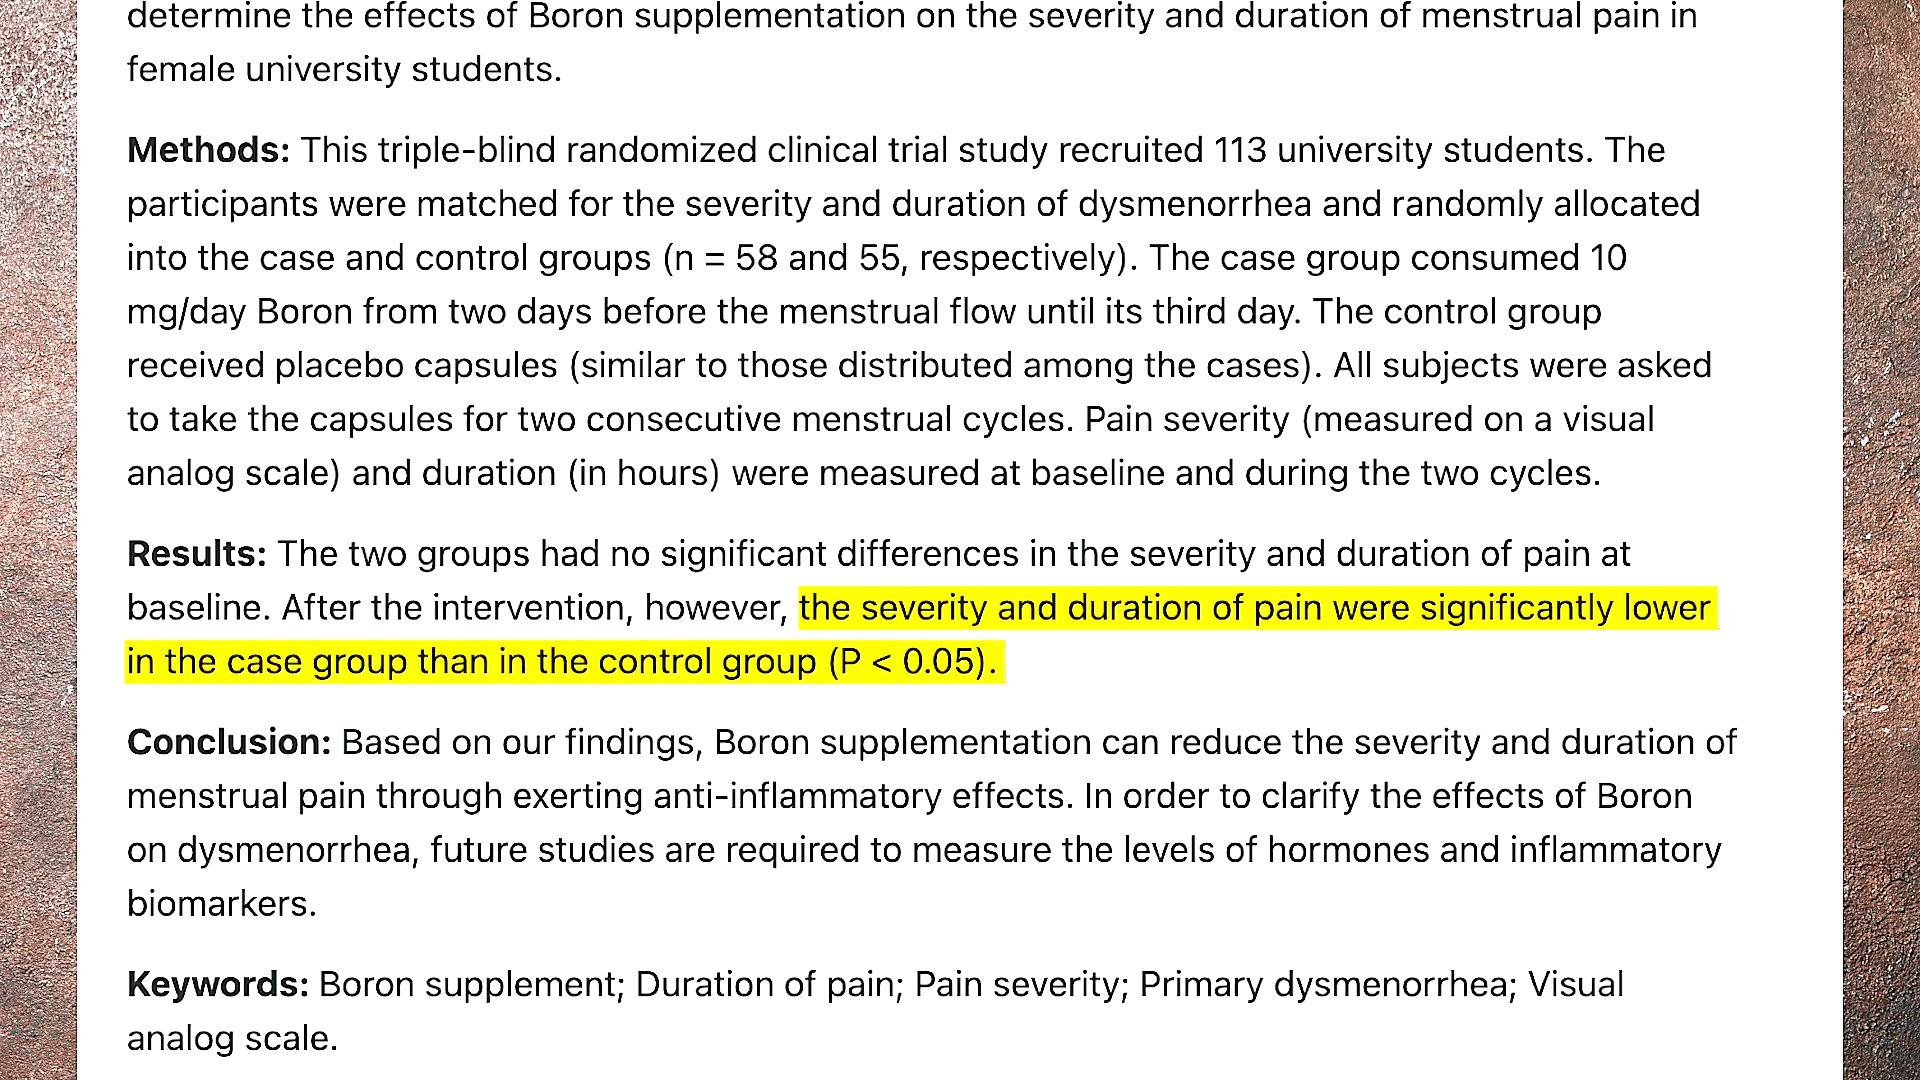 determine the effects of Boron supplementation on the severity and duration of menstrual pain in
female university students.
Methods: This triple-blind randomized clinical trial study recruited 113 university students. The
participants were matched for the severity and duration of dysmenorrhea and randomly allocated
into the case and control groups (n = 58 and 55, respectively). The case group consumed 10
mg/day Boron from two days before the menstrual flow until its third day. The control group
received placebo capsules (similar to those distributed among the cases). All subjects were asked
to take the capsules for two consecutive menstrual cycles. Pain severity (measured on a visual
analog scale) and duration (in hours) were measured at baseline and during the two cycles.
Results: The two groups had no significant differences in the severity and duration of pain at
baseline. After the intervention, however, the severity and duration of pain were significantly lower
in the case group than in the control group (P < 0.05).
Conclusion: Based on our findings, Boron supplementation can reduce the severity and duration of
menstrual pain through exerting anti-inflammatory effects. In order to clarify the effects of Boron
on dysmenorrhea, future studies are required to measure the levels of hormones and inflammatory
biomarkers.
Keywords: Boron supplement; Duration of pain; Pain severity; Primary dysmenorrhea; Visual
analog scale.